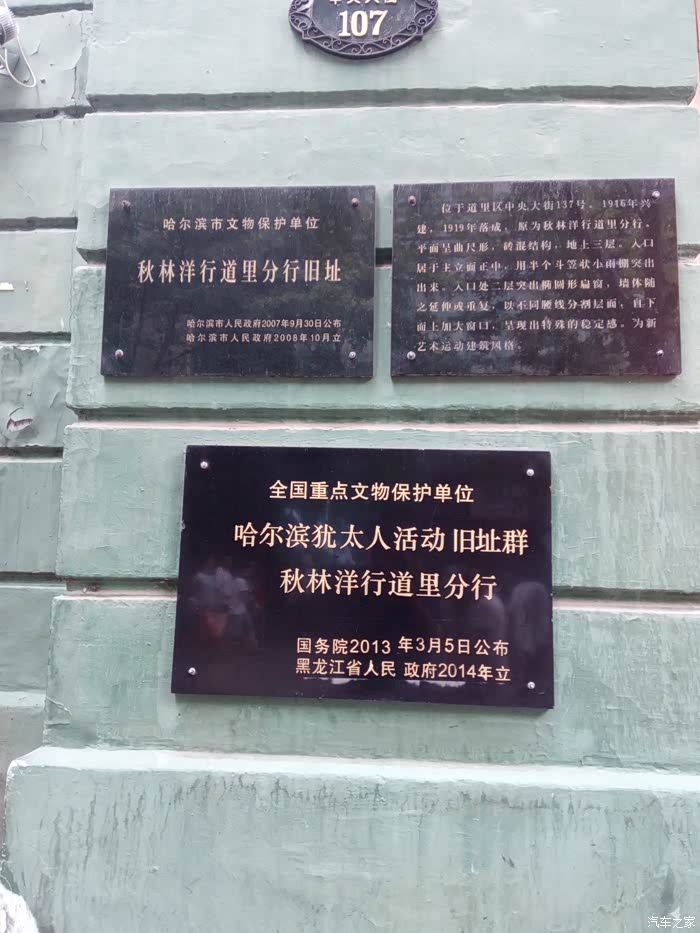 107
哈尔滨市文物保护单位
秋林洋行道里分行旧址
哈尔滨市人民政府2007年9月30日公布
哈尔滨市人民政府2008年10月立
位于道里区中央大街137号。1916年兴
建,1919年落成,原为秋林洋行道里分行。
平面呈曲尺形,砖混结构,地上三层。入口
居于主立面正中,用半个斗笠状小雨棚突出
出来。入口处二层突出椭圆形扁窗,墙体随
之延伸或重复,以不同腰线分割层面,自下
而上加大窗口,呈现出特殊的稳定感。为新
艺术运动建筑风格。
全国重点文物保护单位
哈尔滨犹太人活动旧址群
秋林洋行道里分行
国务院2013年3月5日公布
黑龙江省人民 政府2014年立
汽车之家